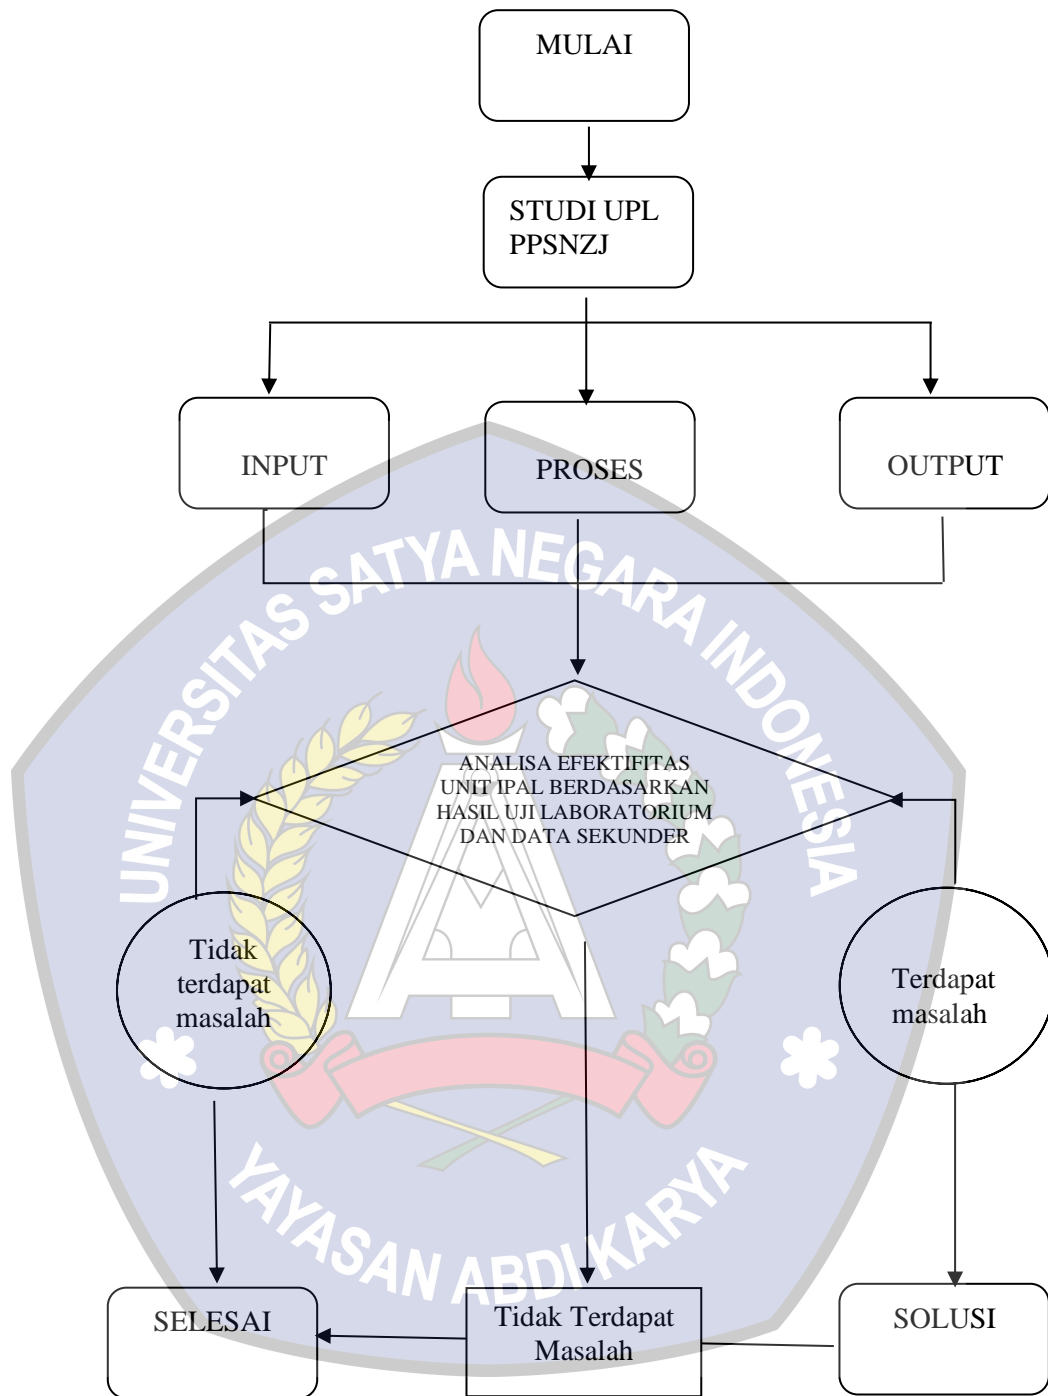 MULAI
STUDI UPL
PPSNZJ
INPUT
PROSES
OUTPUT
UNIVERSITAS SATYA NEGARA INDONESIA
ANALISA EFEKTIFITAS
UNIT IPAL BERDASARKAN
HASIL UJI LABORATORIUM
DAN DATA SEKUNDER
Tidak
terdapat
masalah
Terdapat
masalah
YAYASAN ABDI KARYA
SELESAI
Tidak Terdapat
Masalah
SOLUSI